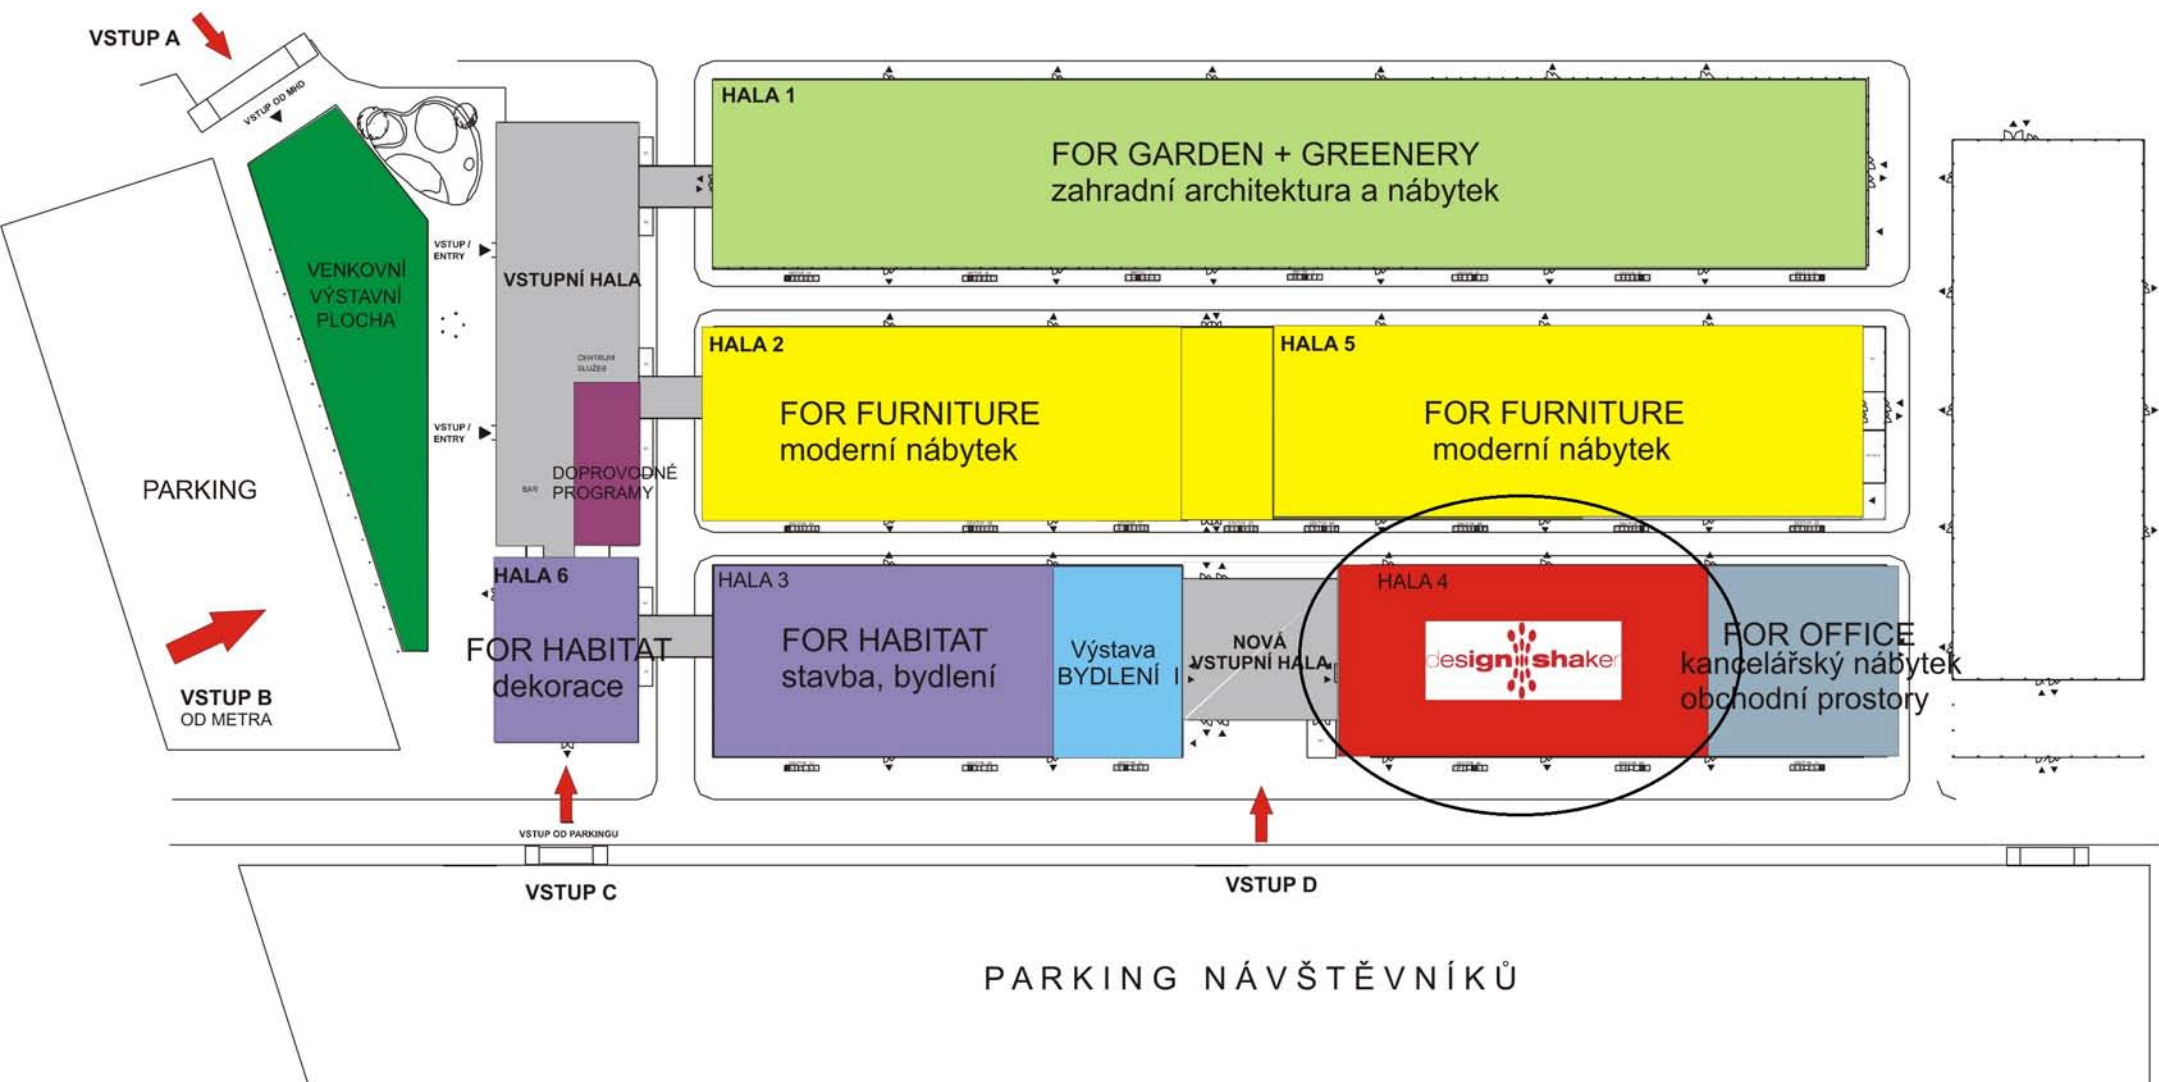 VSTUP A
VSTUP OD MHD
HALA 1
FOR GARDEN + GREENERY
zahradní architektura a nábytek
VENKOVNÍ
VÝSTAVNÍ
PLOCHA
VSTUP /
ENTRY
VSTUPNÍ HALA
CENTRUM
SLUŽEB
HALA 2
FOR FURNITURE
moderní nábytek
HALA 5
FOR FURNITURE
moderní nábytek
VSTUP /
ENTRY
DOPROVODNÉ
PROGRAMY
BAR
PARKING
HALA 6
FOR HABITAT
dekorace
HALA 3
FOR HABITAT
stavba, bydlení
Výstava
BYDLENÍ I
NOVÁ
VSTUPNÍ HALA
HALA 4
design shaker
FOR OFFICE
kancelářský nábytek
obchodní prostory
VSTUP B
OD METRA
VSTUP OD PARKINGU
VSTUP C
VSTUP D
PARKING NÁVŠTĚVNÍKŮ